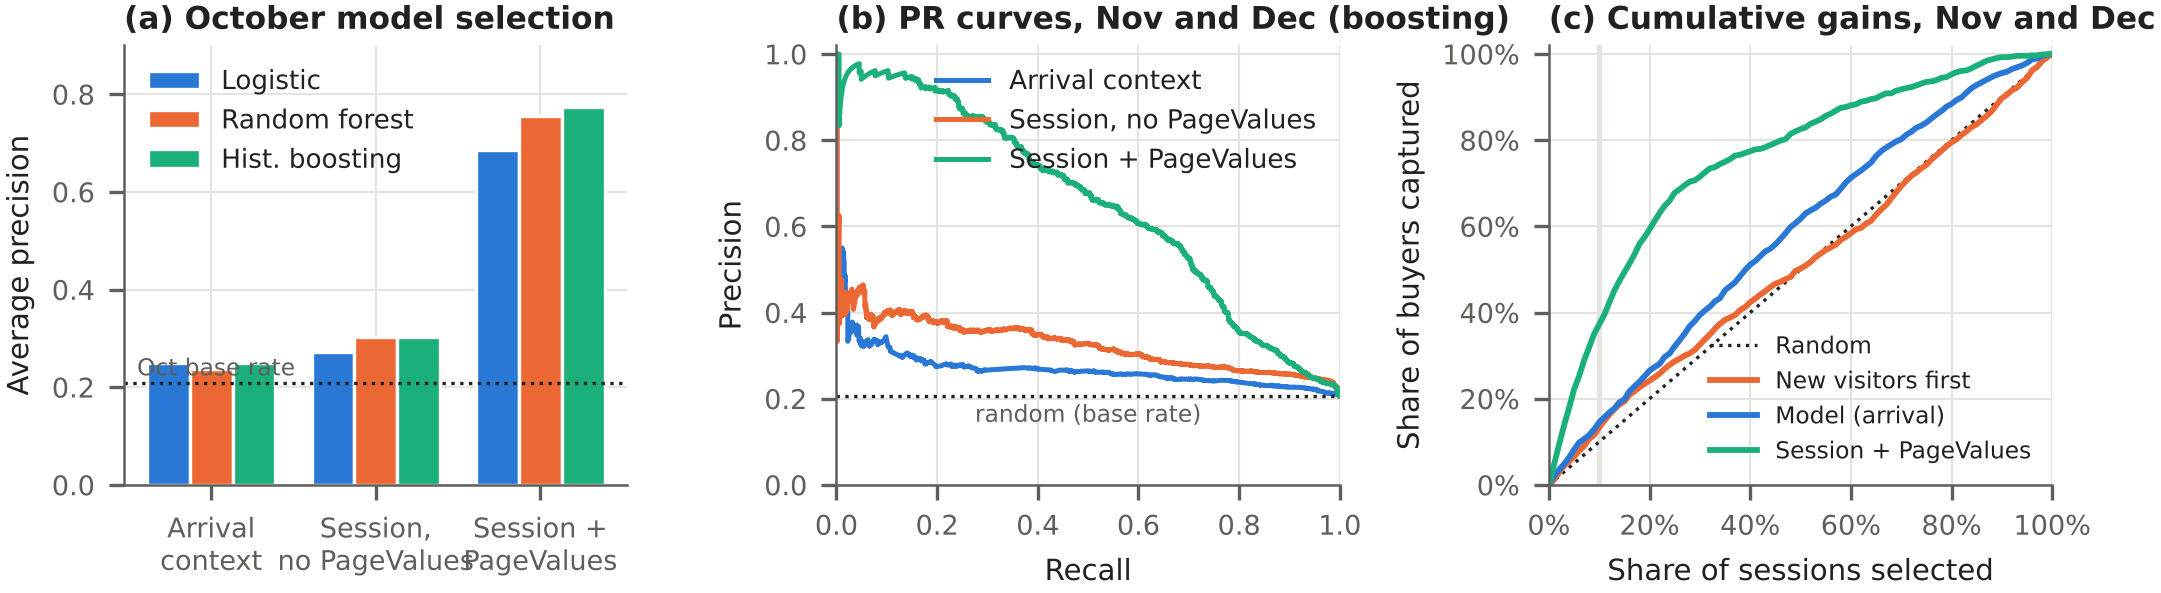 (a) October model selection
Average precision
0.8
0.6
0.4
0.2
0.0
Logistic
Random forest
Hist. boosting
Oct base rate
Arrival
context
Session,
no PageValues
Session +
PageValues
(b) PR curves, Nov and Dec (boosting)
Precision
1.0
0.8
0.6
0.4
0.2
0.0
Arrival context
Session, no PageValues
Session + PageValues
random (base rate)
0.0 0.2 0.4 0.6 0.8 1.0
Recall
(c) Cumulative gains, Nov and Dec
Share of buyers captured
100%
80%
60%
40%
20%
0%
Random
New visitors first
Model (arrival)
Session + PageValues
0% 20% 40% 60% 80% 100%
Share of sessions selected